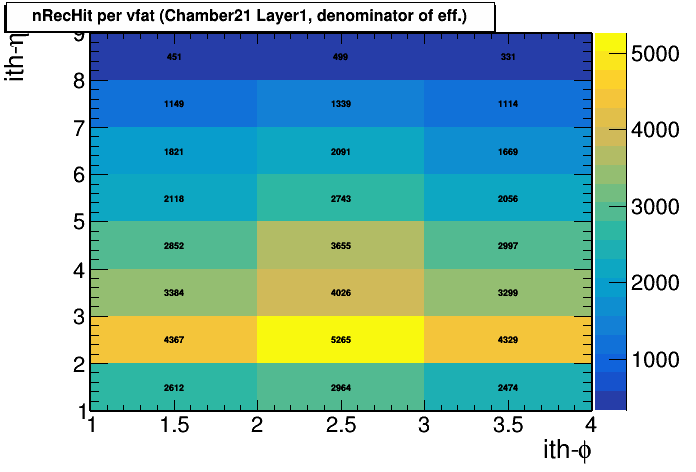 nRecHit per vfat (Chamber21 Layer1, denominator of eff.)
ith-η
9
8
7
6
5
4
3
2
1
451 499 331
1149 1339 1114
1821 2091 1669
2118 2743 2056
2852 3655 2997
3384 4026 3299
4367 5265 4329
2612 2964 2474
1 1.5 2 2.5 3 3.5 4
ith-ϕ
5000
4000
3000
2000
1000